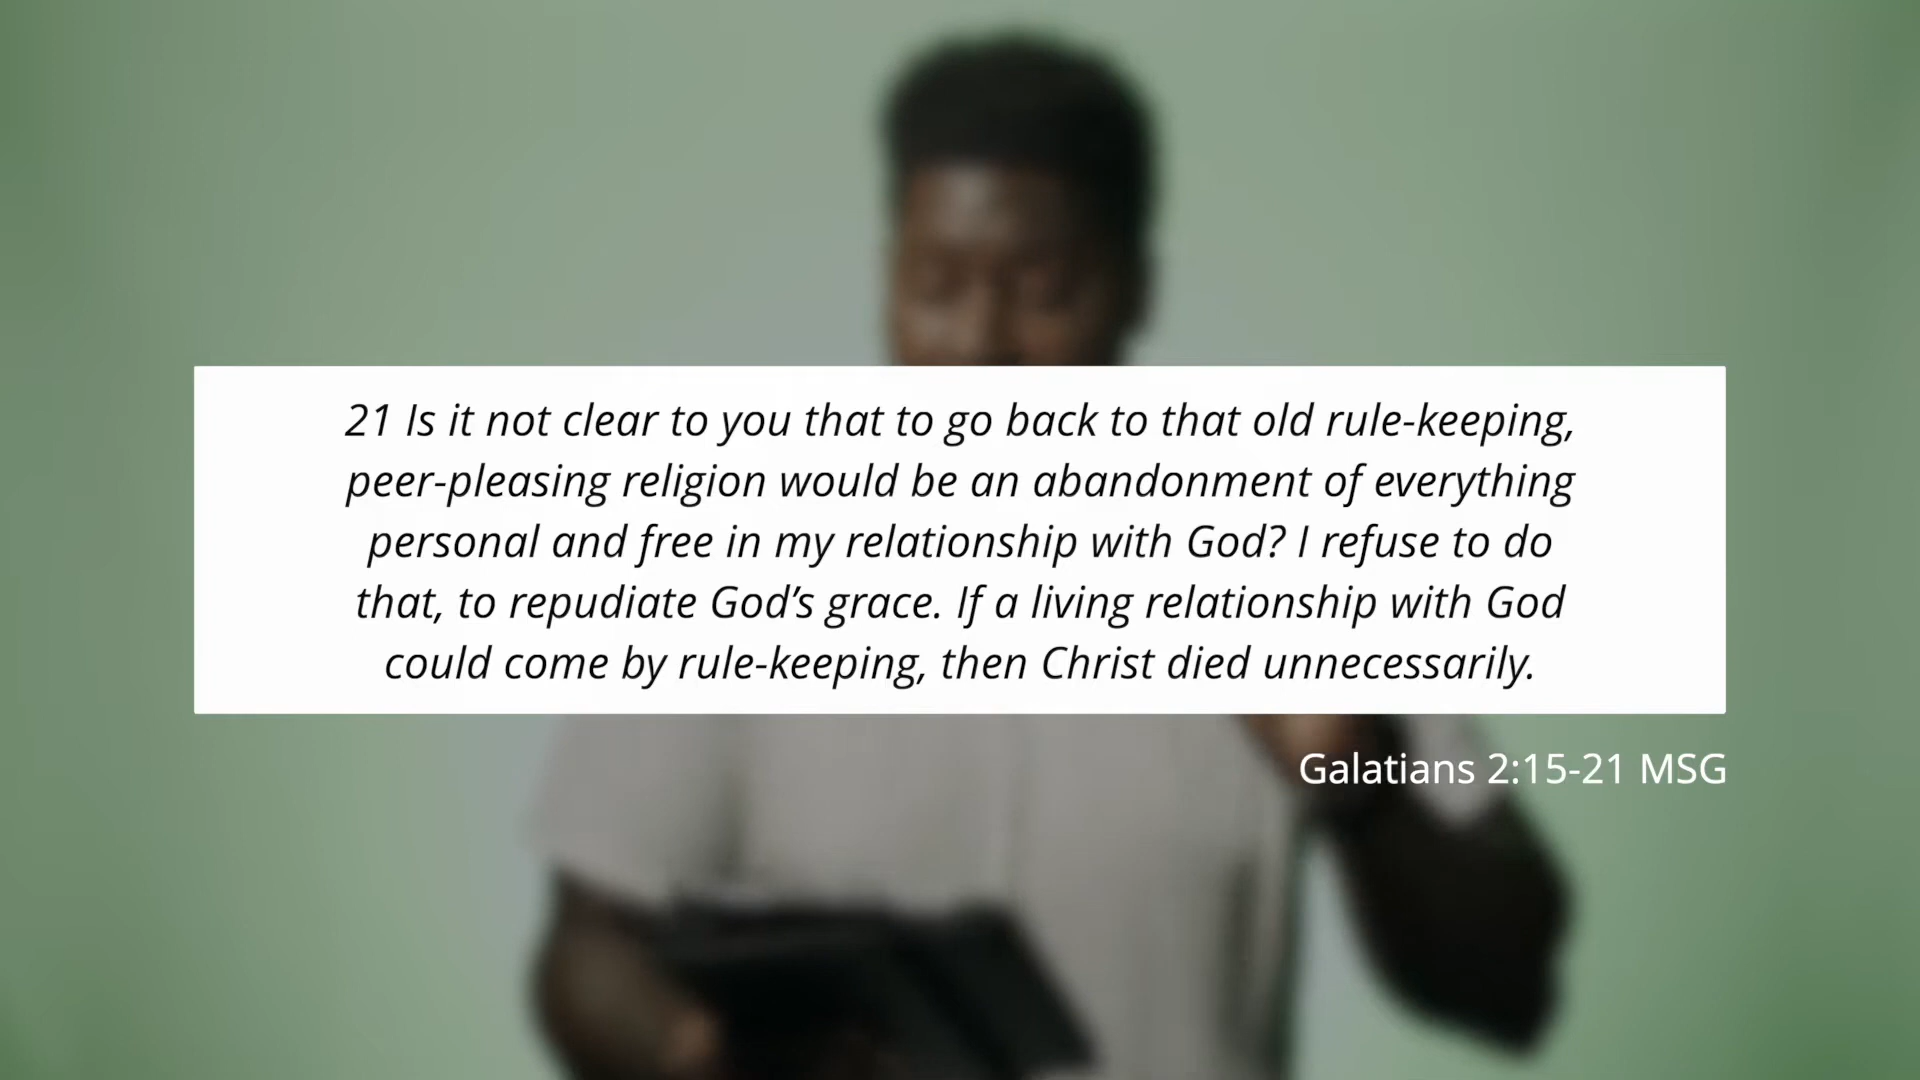 21 Is it not clear to you that to go back to that old rule-keeping,
peer-pleasing religion would be an abandonment of everything
personal and free in my relationship with God? I refuse to do
that, to repudiate God’s grace. If a living relationship with God
could come by rule-keeping, then Christ died unnecessarily.
Galatians 2:15-21 MSG